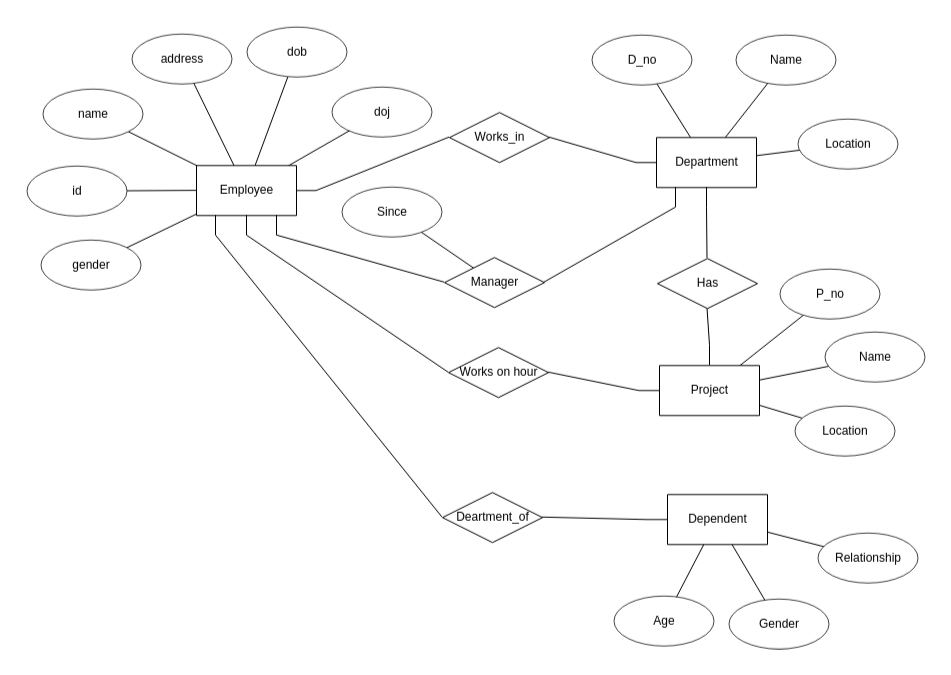 dob
address
D_no
Name
name
doj
Works_in
Location
Department
Employee
id
Since
gender
Manager
Has
P_no
Name
Works on hour
Project
Location
Deartment_of
Dependent
Relationship
Age
Gender